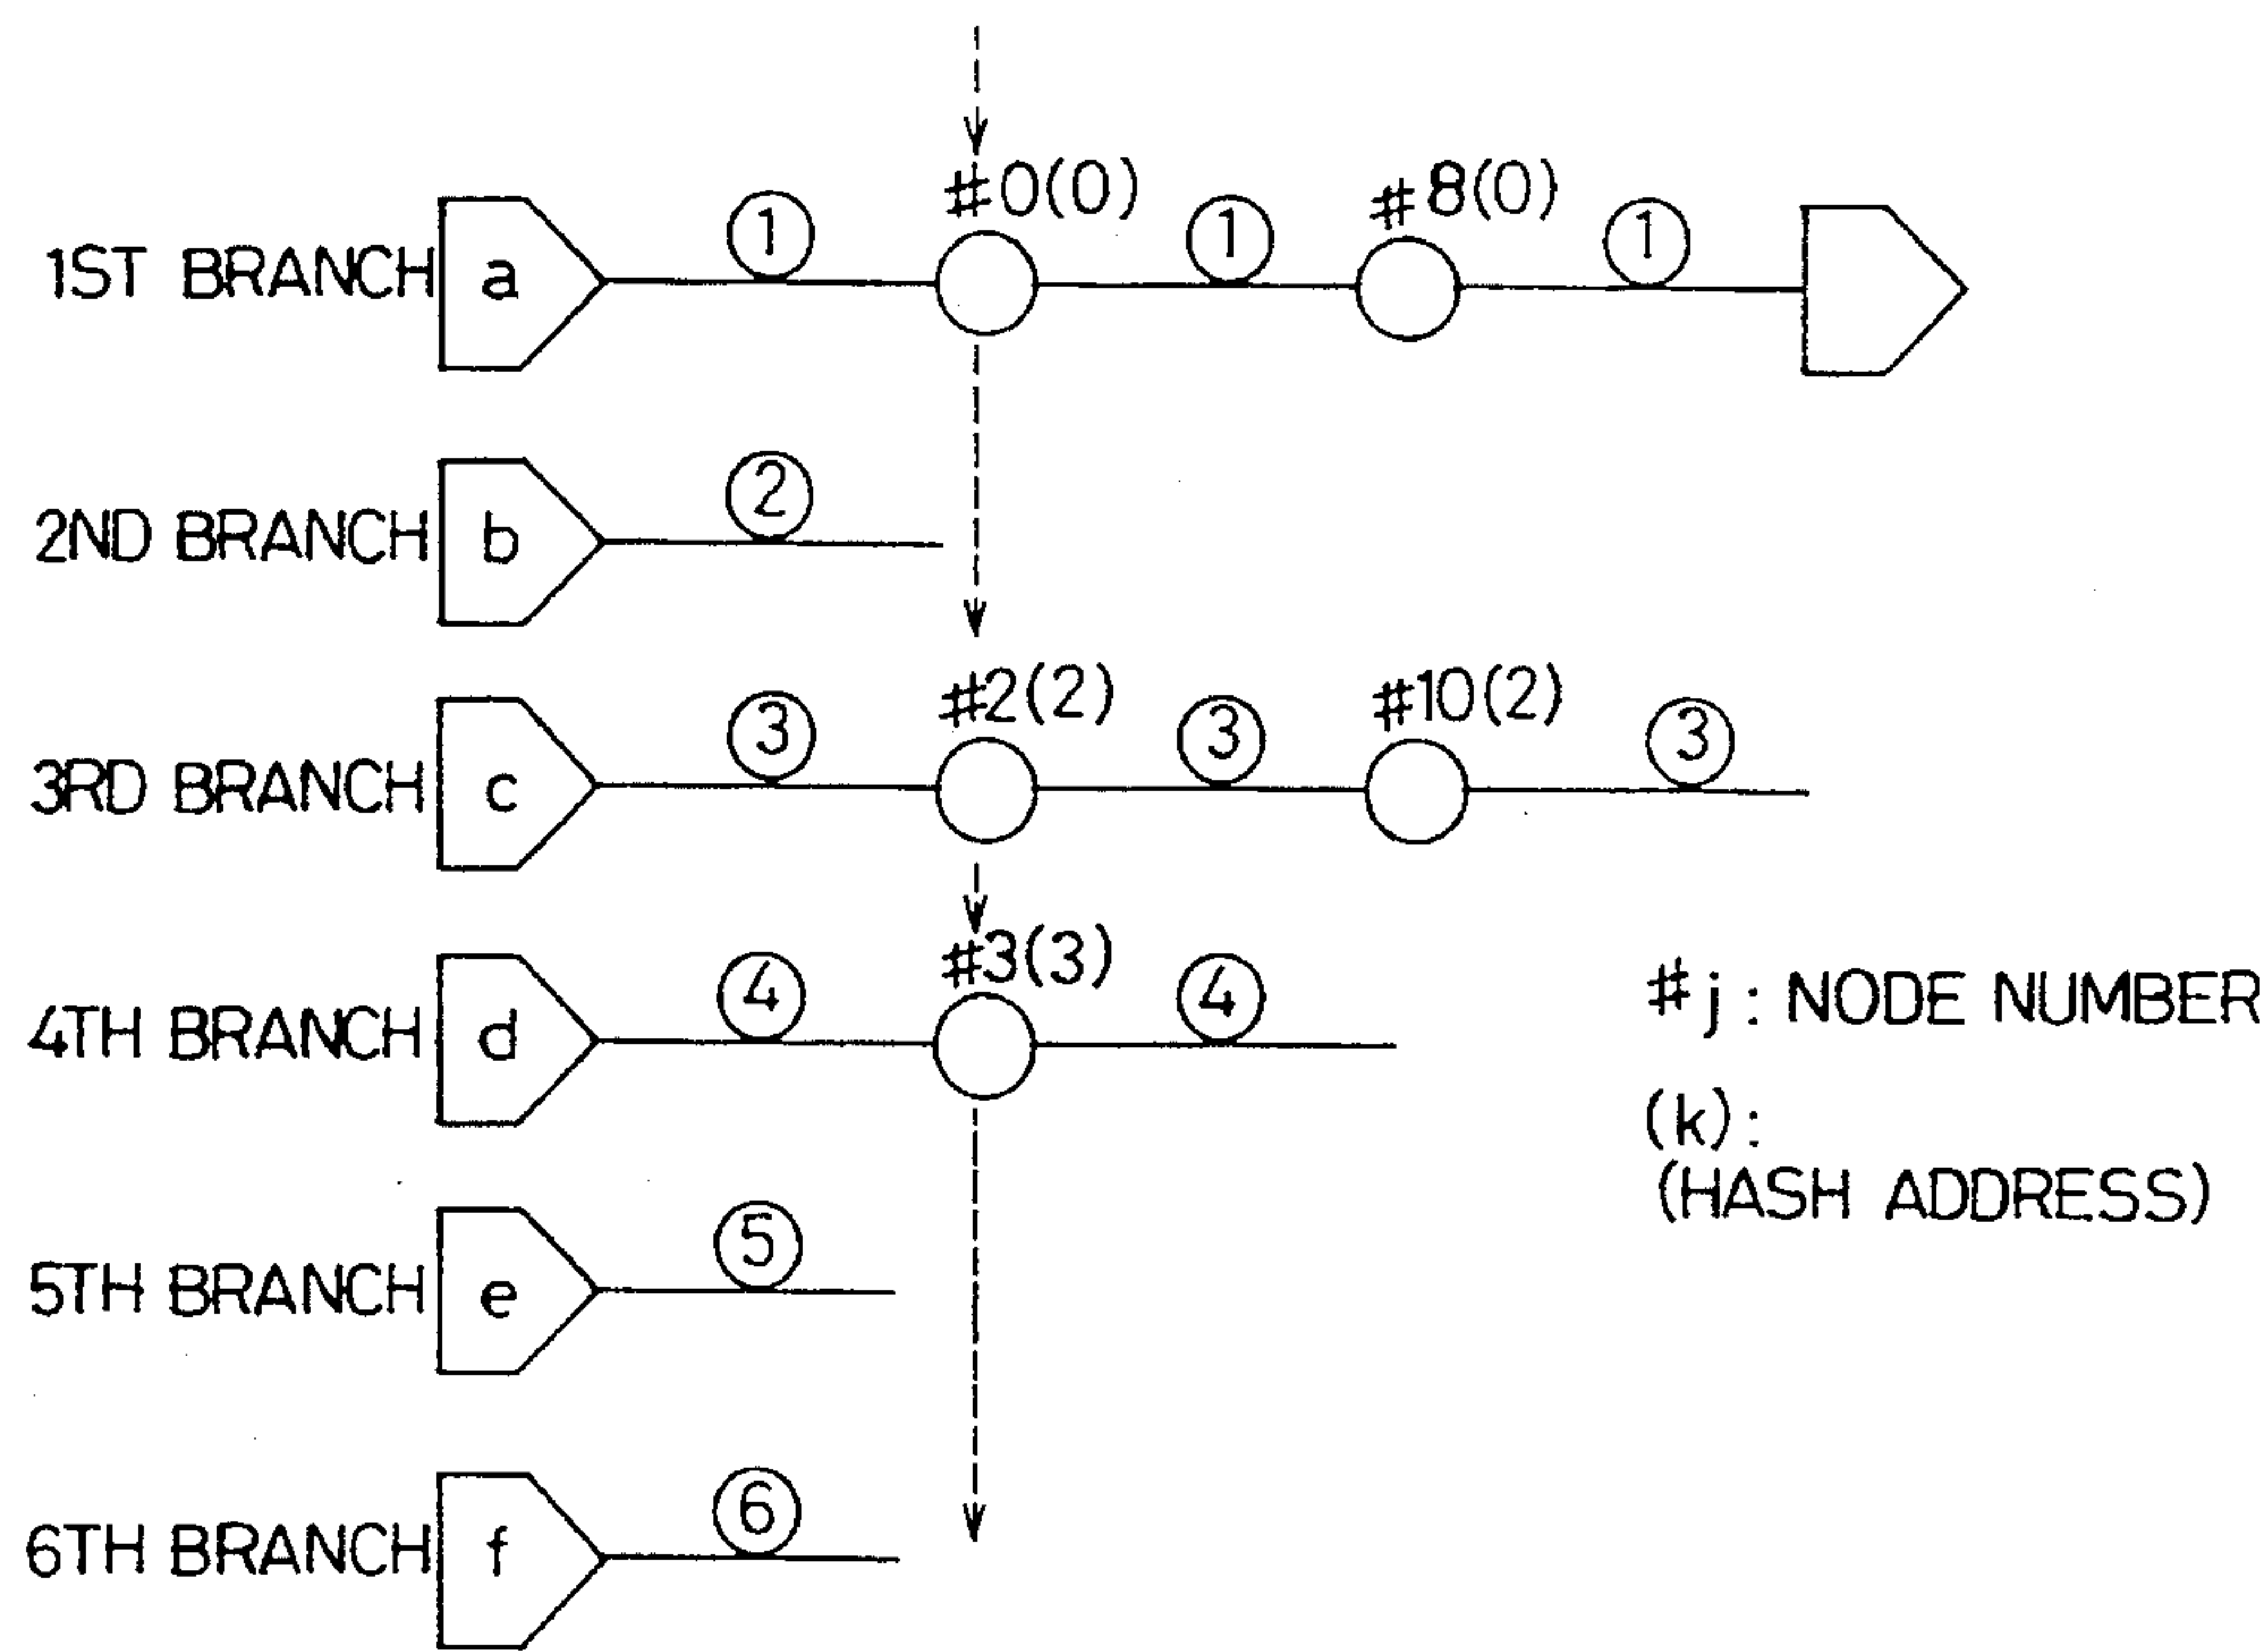 #0(0)
#8(0)
1ST BRANCH a ① ① ①
2ND BRANCH b ②
#2(2)
#10(2)
3RD BRANCH c ③ ③ ③
#3(3)
4TH BRANCH d ④ ④
#j: NODE NUMBER
(k):
(HASH ADDRESS)
5TH BRANCH e ⑤
6TH BRANCH f ⑥